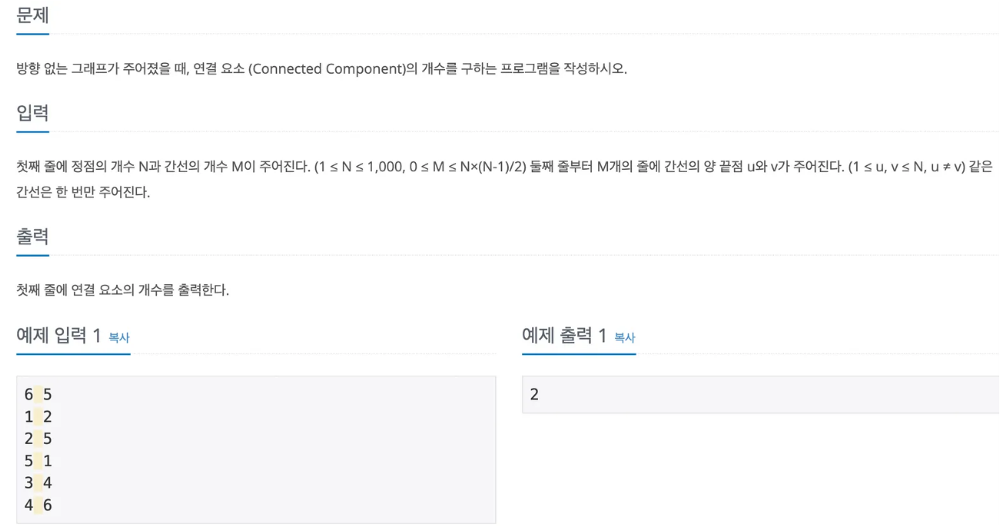 문제
방향 없는 그래프가 주어졌을 때, 연결 요소 (Connected Component)의 개수를 구하는 프로그램을 작성하시오.
입력
첫째 줄에 정점의 개수 N과 간선의 개수 M이 주어진다. (1 ≤ N ≤ 1,000, 0 ≤ M ≤ N×(N-1)/2) 둘째 줄부터 M개의 줄에 간선의 양 끝점 u와 v가 주어진다. (1 ≤ u, v ≤ N, u ≠ v) 같은
간선은 한 번만 주어진다.
출력
첫째 줄에 연결 요소의 개수를 출력한다.
예제 입력 1 복사
6 5
1 2
2 5
5 1
3 4
4 6
예제 출력 1 복사
2